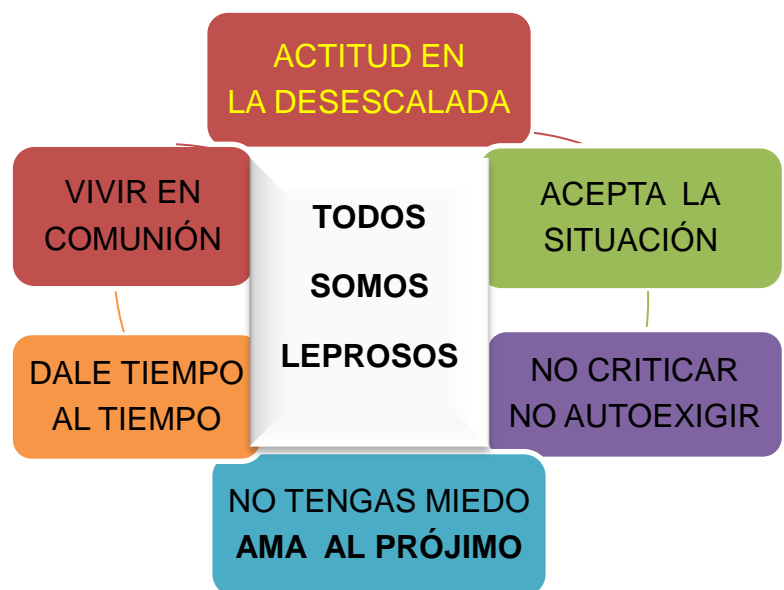 ACTITUD EN
LA DESESCALADA
VIVIR EN
COMUNIÓN
TODOS
SOMOS
LEPROSOS
ACEPTA LA
SITUACIÓN
DALE TIEMPO
AL TIEMPO
NO CRITICAR
NO AUTOEXIGIR
NO TENGAS MIEDO
AMA AL PRÓJIMO